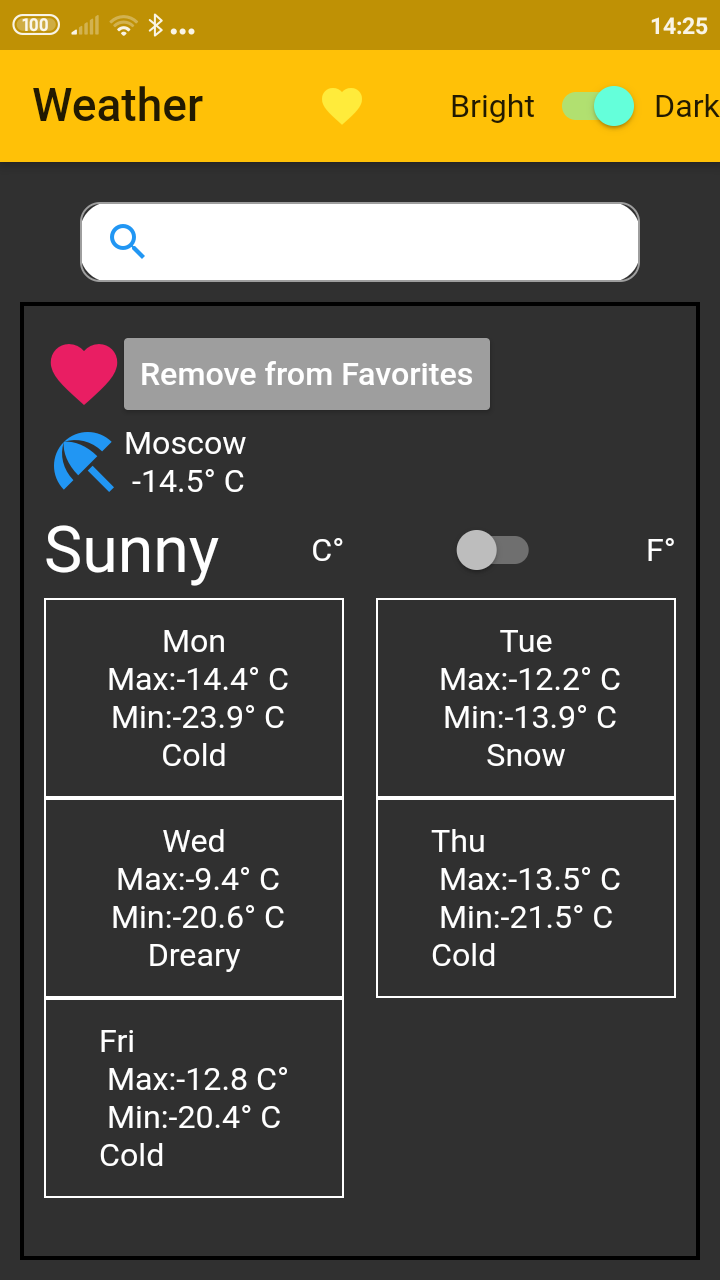 100
14:25
Weather
Bright
Dark
Remove from Favorites
Moscow
-14.5° C
Sunny
C°
F°
Mon
Max:-14.4° C
Min:-23.9° C
Cold
Tue
Max:-12.2° C
Min:-13.9° C
Snow
Wed
Max:-9.4° C
Min:-20.6° C
Dreary
Thu
Max:-13.5° C
Min:-21.5° C
Cold
Fri
Max:-12.8 C°
Min:-20.4° C
Cold